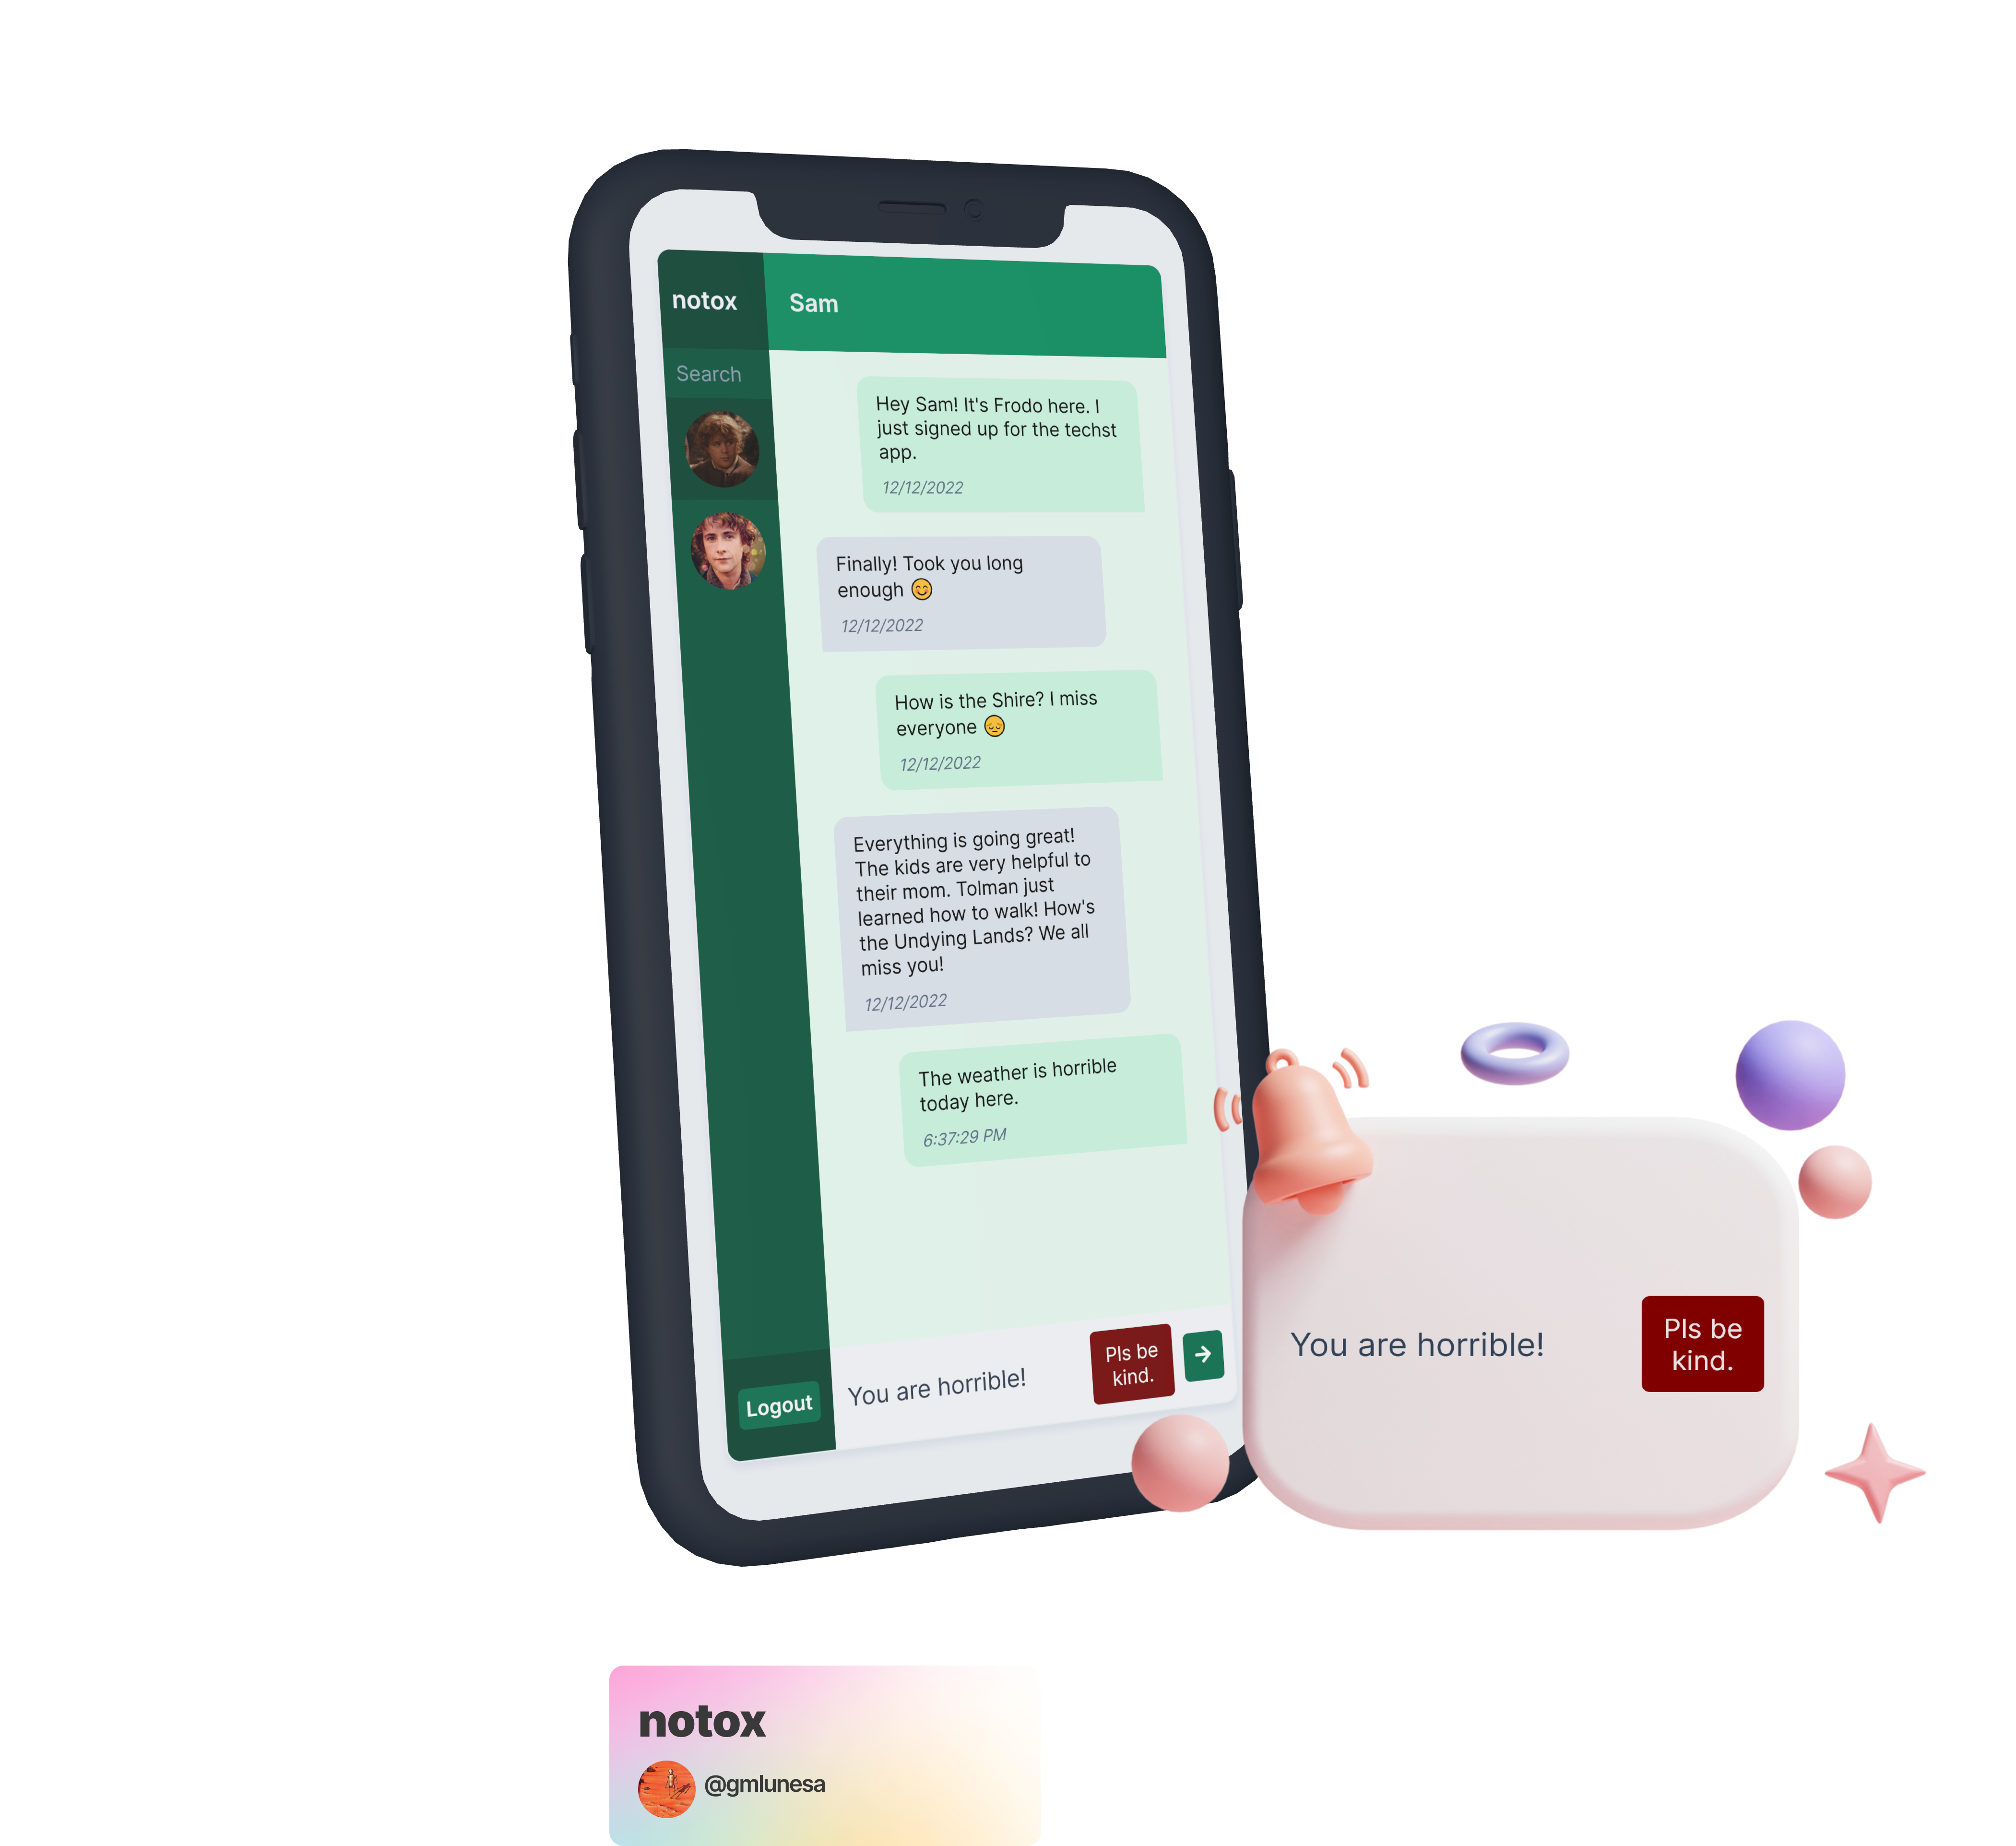 notox
Sam
Search
Hey Sam! It's Frodo here. I
just signed up for the techst
app.
12/12/2022
Finally! Took you long
enough 😊
12/12/2022
How is the Shire? I miss
everyone 😔
12/12/2022
Everything is going great!
The kids are very helpful to
their mom. Tolman just
learned how to walk! How's
the Undying Lands? We all
miss you!
12/12/2022
The weather is horrible
today here.
6:37:29 PM
Logout
You are horrible!
Pls be
kind.
You are horrible!
Pls be
kind.
notox
@gmlunesa